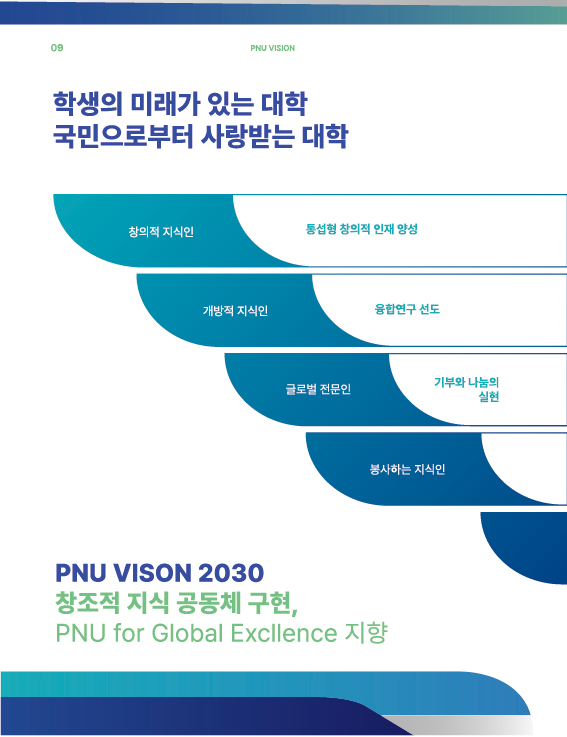 09
PNU VISION
학생의 미래가 있는 대학
국민으로부터 사랑받는 대학
창의적 지식인
통섭형 창의적 인재 양성
개방적 지식인
융합연구 선도
글로벌 전문인
기부와 나눔의
실현
봉사하는 지식인
PNU VISON 2030
창조적 지식 공동체 구현,
PNU for Global Excllence 지향